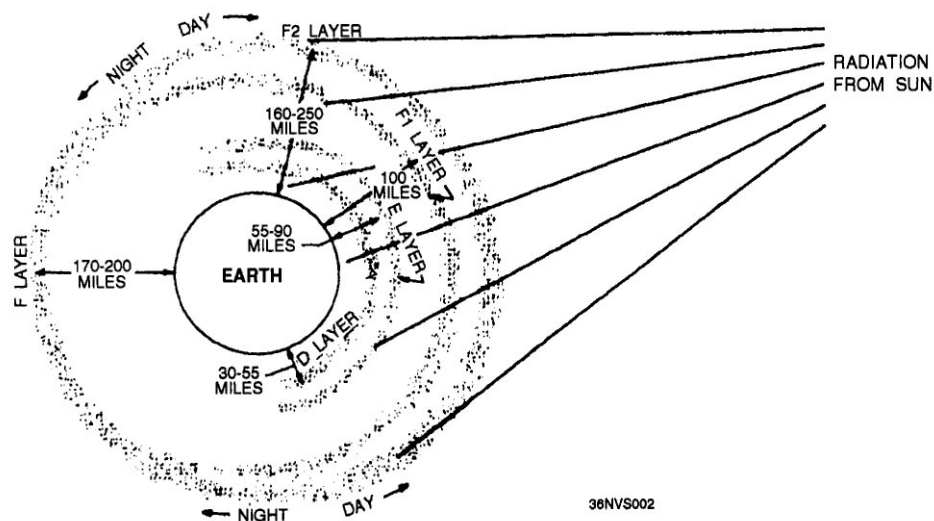 DAY
F2 LAYER
NIGHT
RADIATION
FROM SUN
160-250
MILES
F1 LAYER
100
MILES
E LAYER
55-90
MILES
EARTH
F LAYER
170-200
MILES
D LAYER
30-55
MILES
NIGHT
DAY
36NVS002